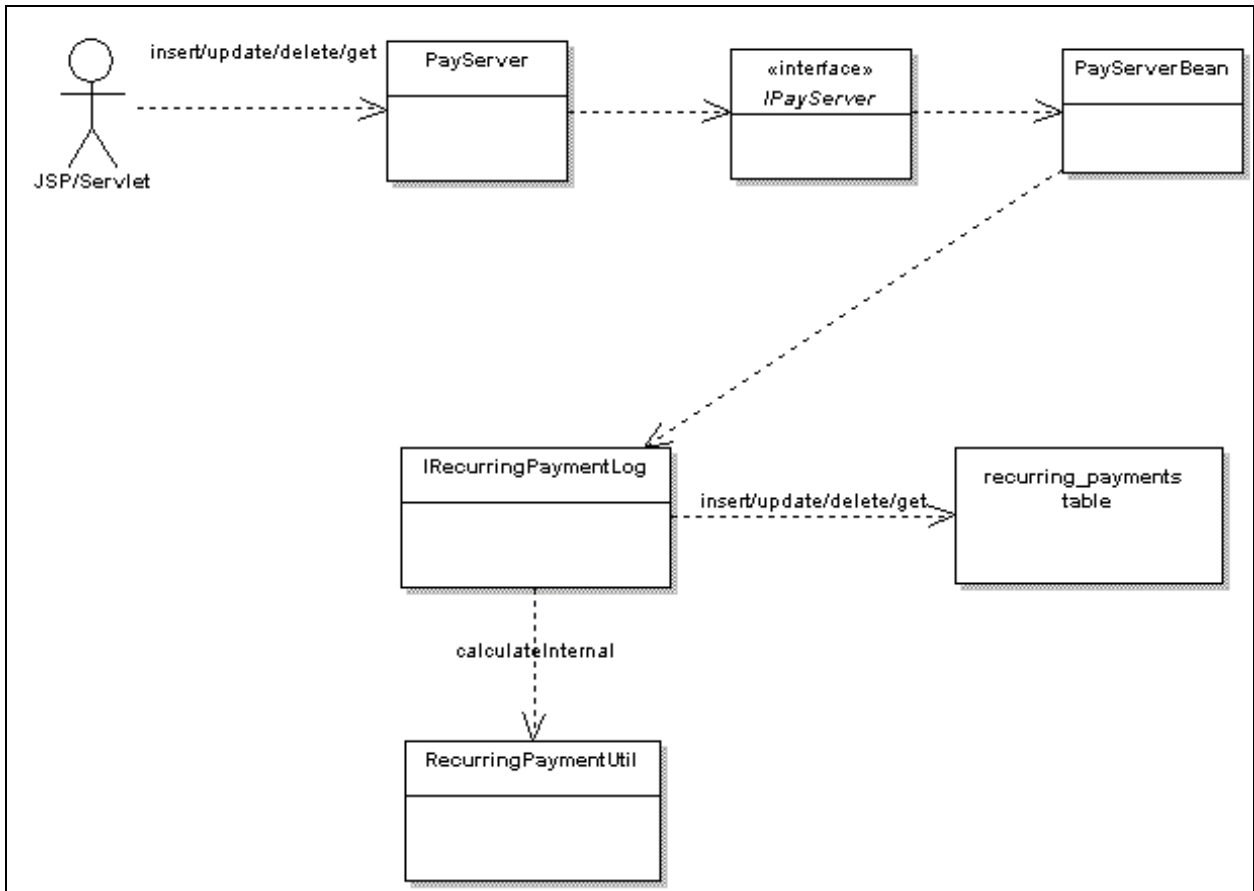 insert/update/delete/get
PayServer
«interface»
IPayServer
PayServerBean
JSP/Servlet
IRecurringPaymentLog
insert/update/delete/get
recurring_payments
table
calculateInternal
RecurringPaymentUtil